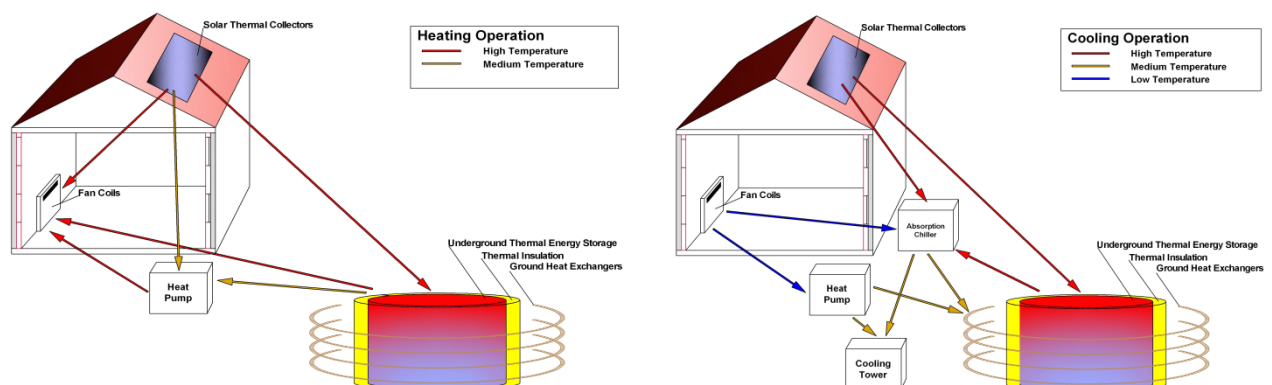 Solar Thermal Collectors
Heating Operation
High Temperature
Medium Temperature
Fan Coils
Heat
Pump
Underground Thermal Energy Storage
Thermal Insulation
Ground Heat Exchangers
Solar Thermal Collectors
Cooling Operation
High Temperature
Medium Temperature
Low Temperature
Fan Coils
Absorption
Chiller
Heat
Pump
Cooling
Tower
Underground Thermal Energy Storage
Thermal Insulation
Ground Heat Exchangers